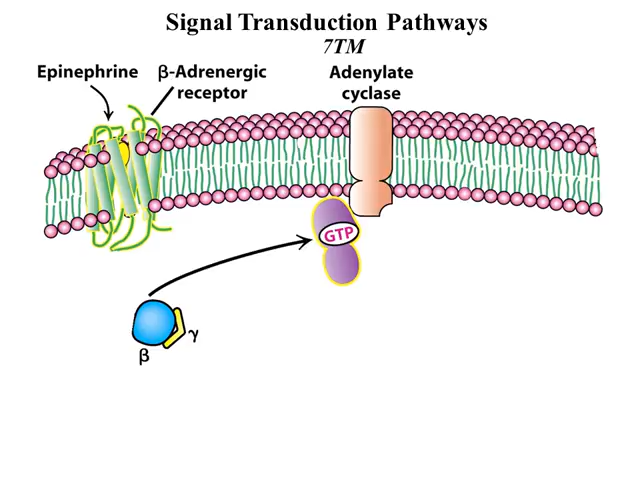 Signal Transduction Pathways
7TM
Epinephrine
β-Adrenergic
receptor
Adenylate
cyclase
GTP
γ
β